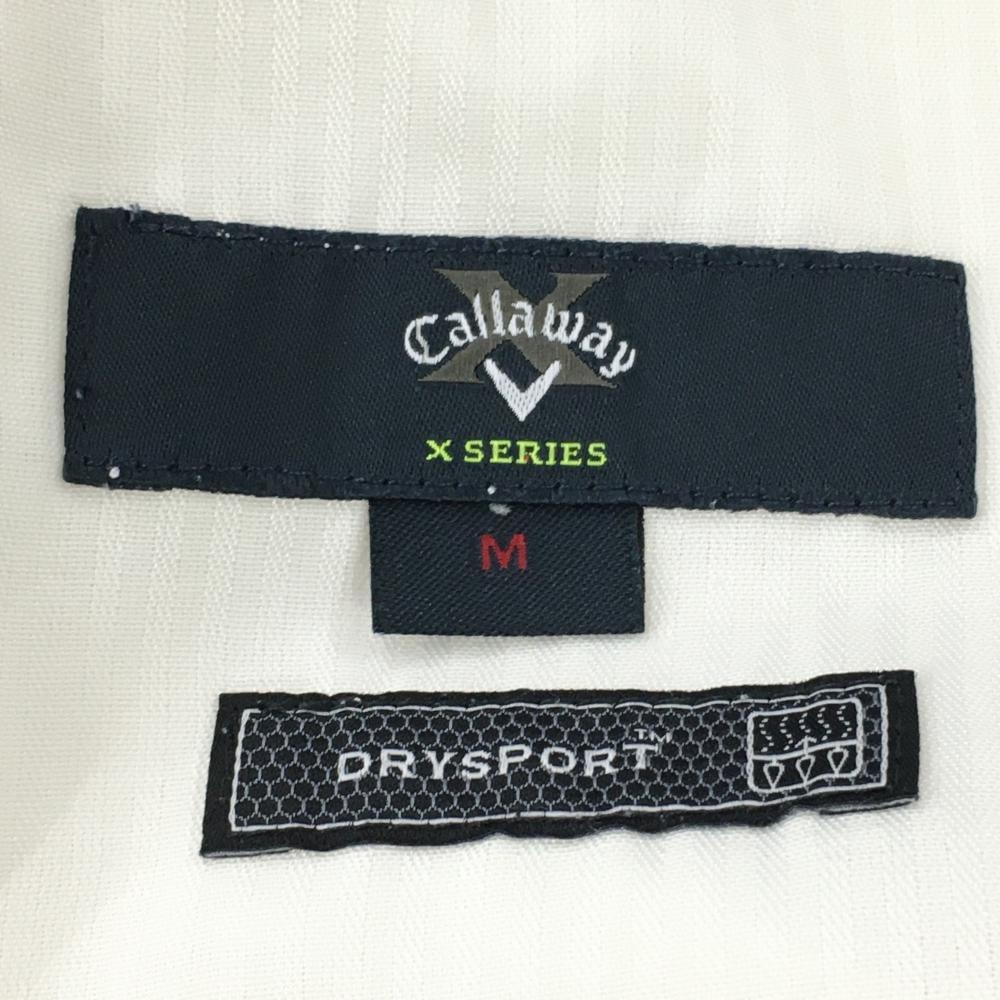 X
Callaway
X SERIES
M
DRYSPORT™